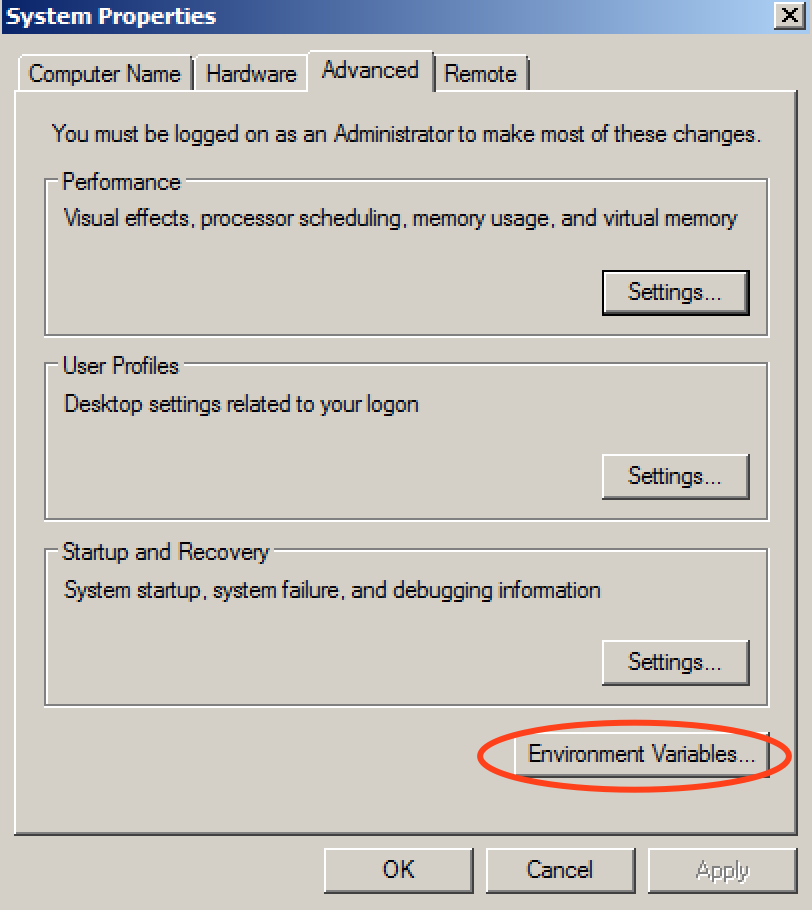 System Properties
Computer Name Hardware Advanced Remote
You must be logged on as an Administrator to make most of these changes.
Performance
Visual effects, processor scheduling, memory usage, and virtual memory
Settings...
User Profiles
Desktop settings related to your logon
Settings...
Startup and Recovery
System startup, system failure, and debugging information
Settings...
Environment Variables...
OK Cancel Apply